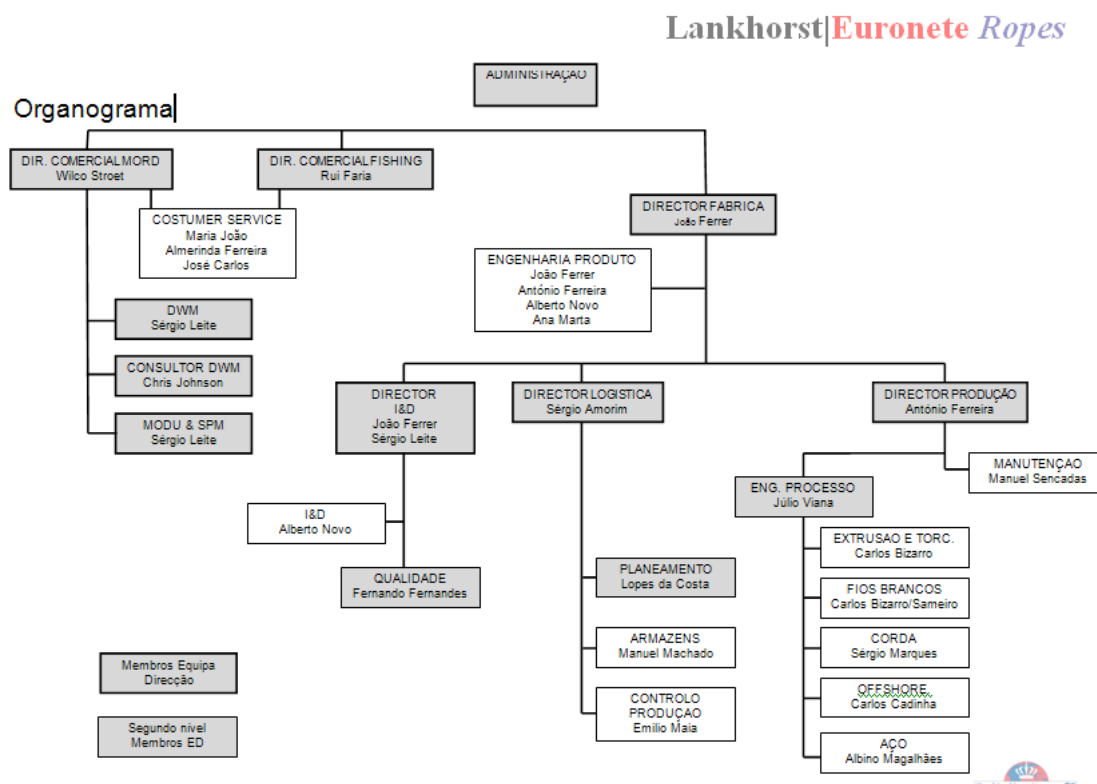 Lankhorst|Euronete Ropes
ADMINISTRAÇÃO
Organograma
DIR. COMERCIAL MORD
Wilco Stroet
DIR. COMERCIAL FISHING
Rui Faria
COSTUMER SERVICE
Maria João
Almerinda Ferreira
José Carlos
DIRECTOR FABRICA
João Ferrer
ENGENHARIA PRODUTO
João Ferrer
António Ferreira
Alberto Novo
Ana Marta
DWM
Sérgio Leite
CONSULTOR DWM
Chris Johnson
MODU & SPM
Sérgio Leite
DIRECTOR
I&D
João Ferrer
Sérgio Leite
DIRECTOR LOGISTICA
Sérgio Amorim
DIRECTOR PRODUÇÃO
António Ferreira
MANUTENÇAO
Manuel Sencadas
ENG. PROCESSO
Júlio Viana
I&D
Alberto Novo
QUALIDADE
Fernando Fernandes
PLANEAMENTO
Lopes da Costa
ARMAZENS
Manuel Machado
CONTROLO
PRODUÇAO
Emilio Maia
EXTRUSAO E TORC.
Carlos Bizarro
FIOS BRANCOS
Carlos Bizarro/Sameiro
CORDA
Sérgio Marques
OFFSHORE.
Carlos Cadinha
AÇO
Albino Magalhães
Membros Equipa
Direcção
Segundo nível
Membros ED